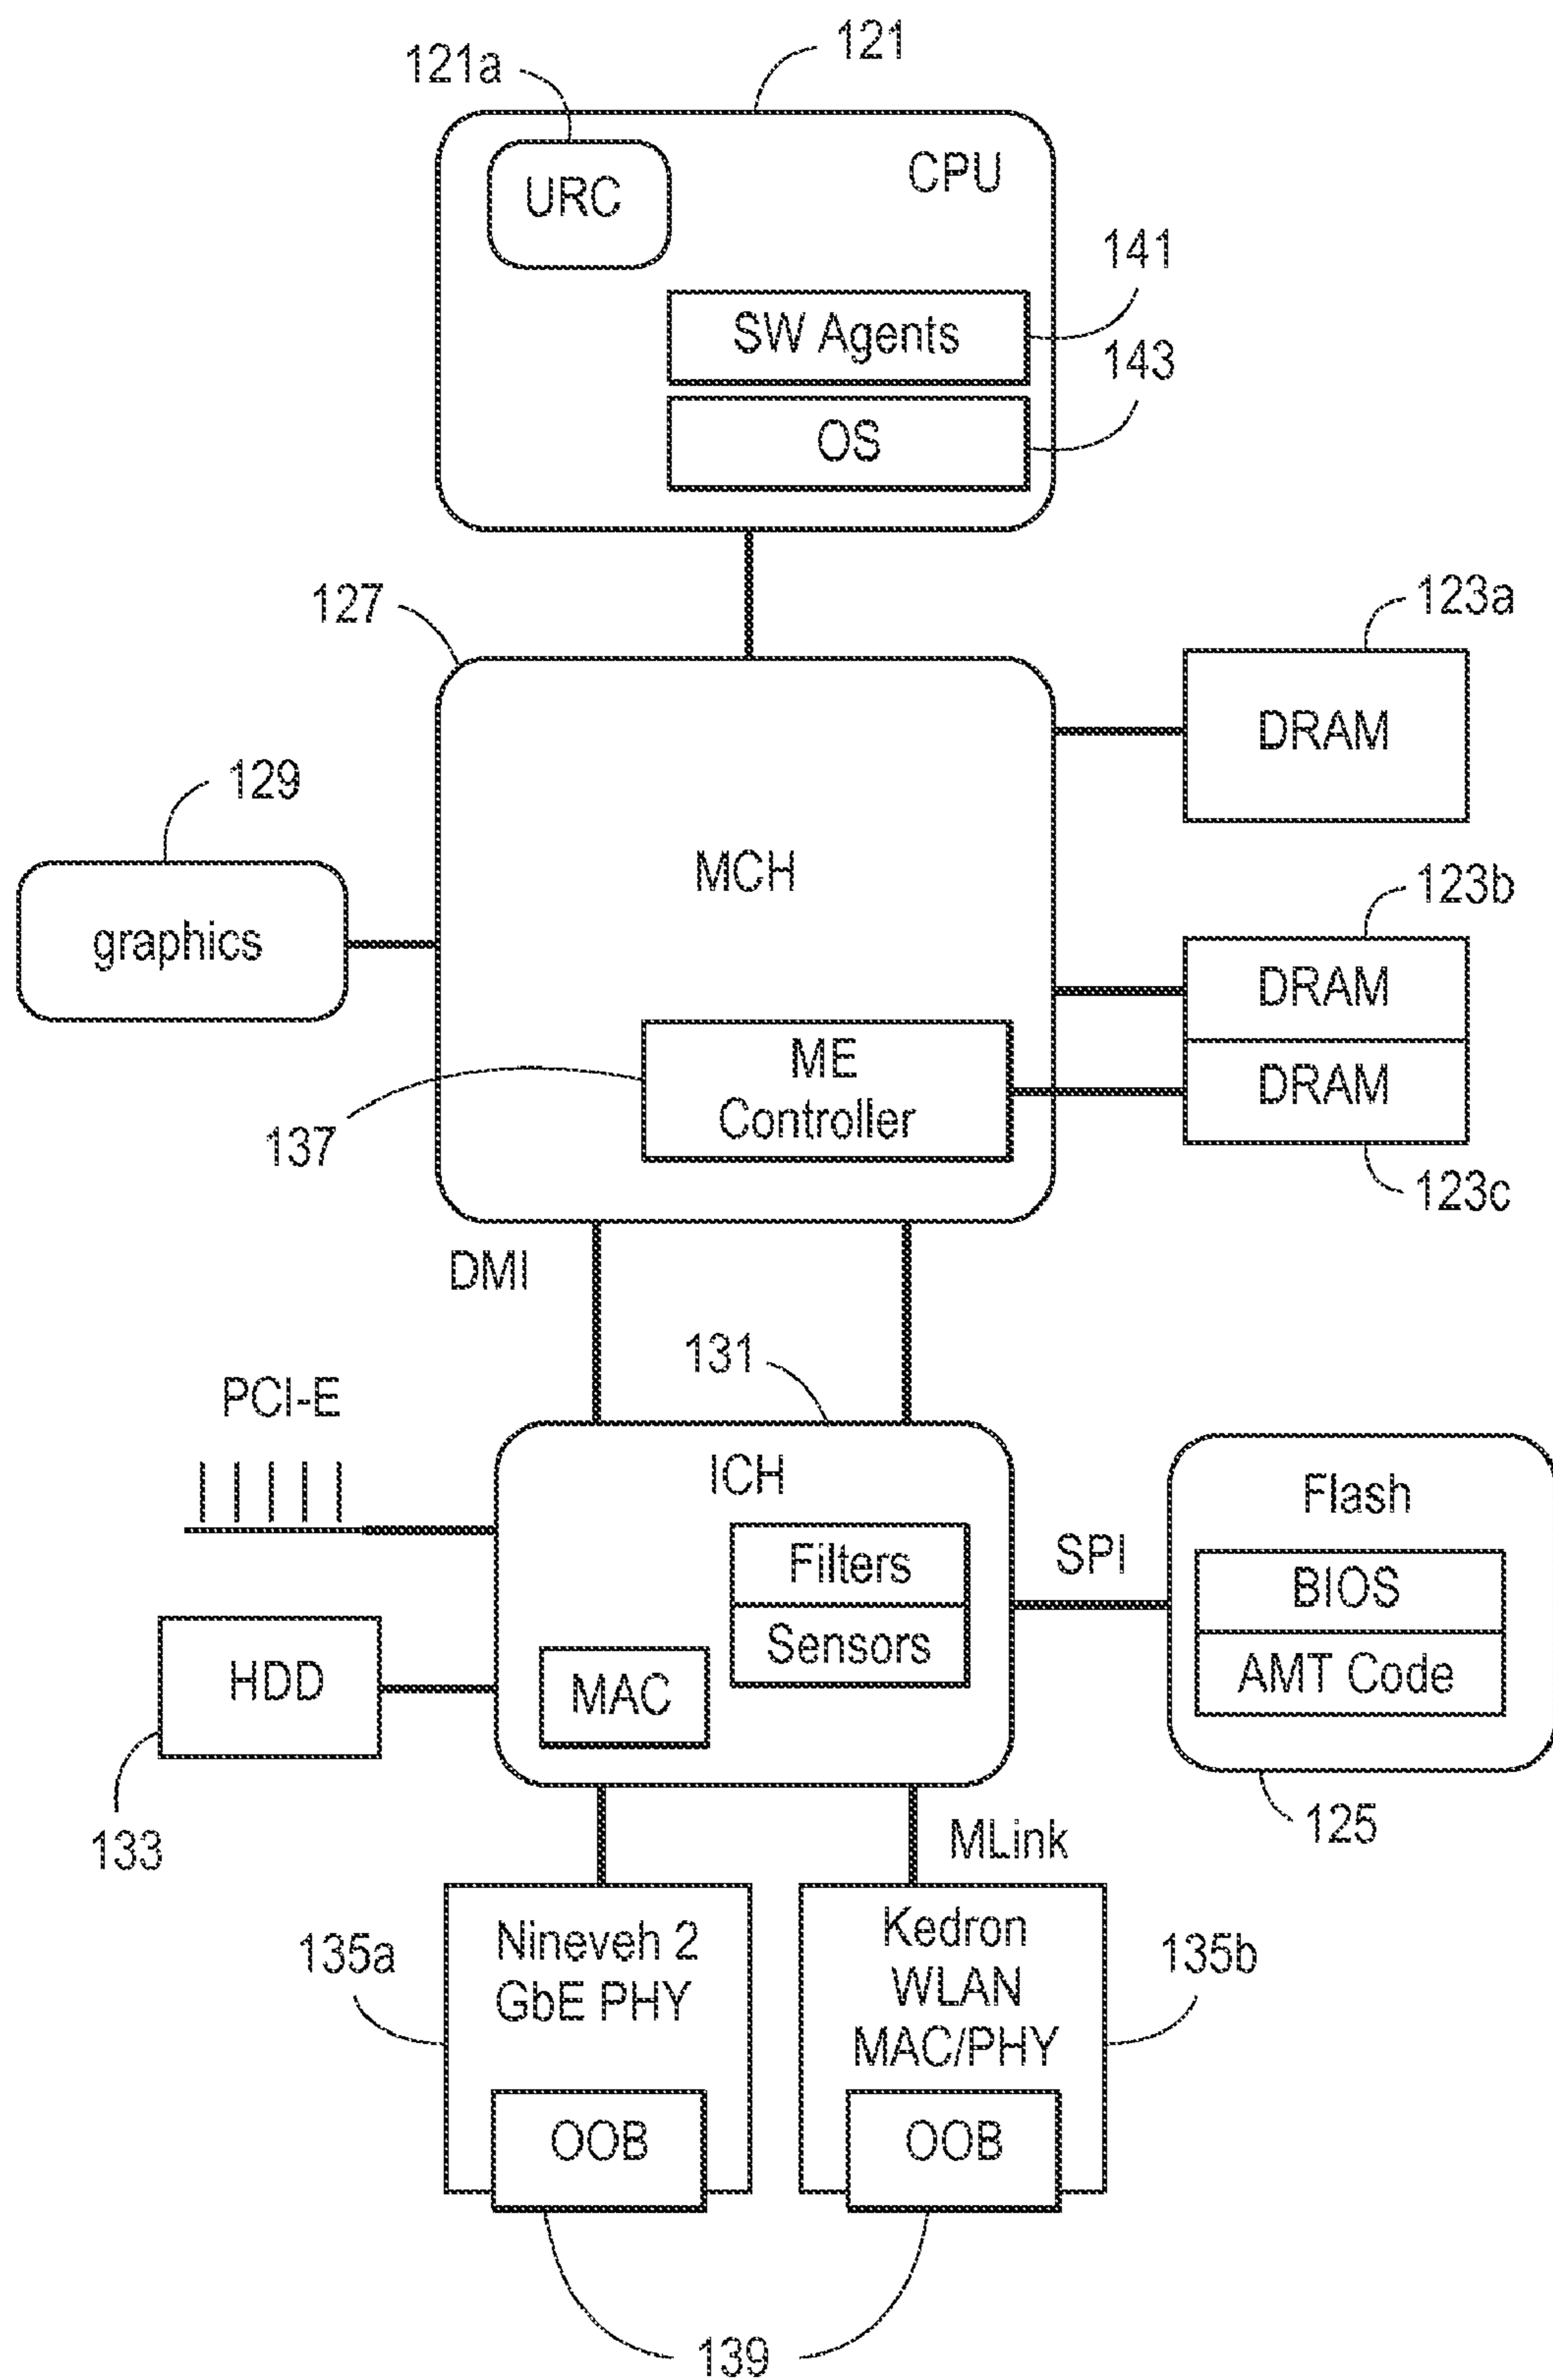 121
121a
CPU
URC
141
SW Agents
143
OS
127
123a
DRAM
129
MCH
123b
graphics
DRAM
ME
Controller
DRAM
137
123c
DMI
131
PCI-E
ICH
Flash
Filters
SPI
BIOS
Sensors
HDD
MAC
AMT Code
133
125
MLink
Nineveh 2
GbE PHY
Kedron
WLAN
MAC/PHY
135a
135b
OOB
OOB
139